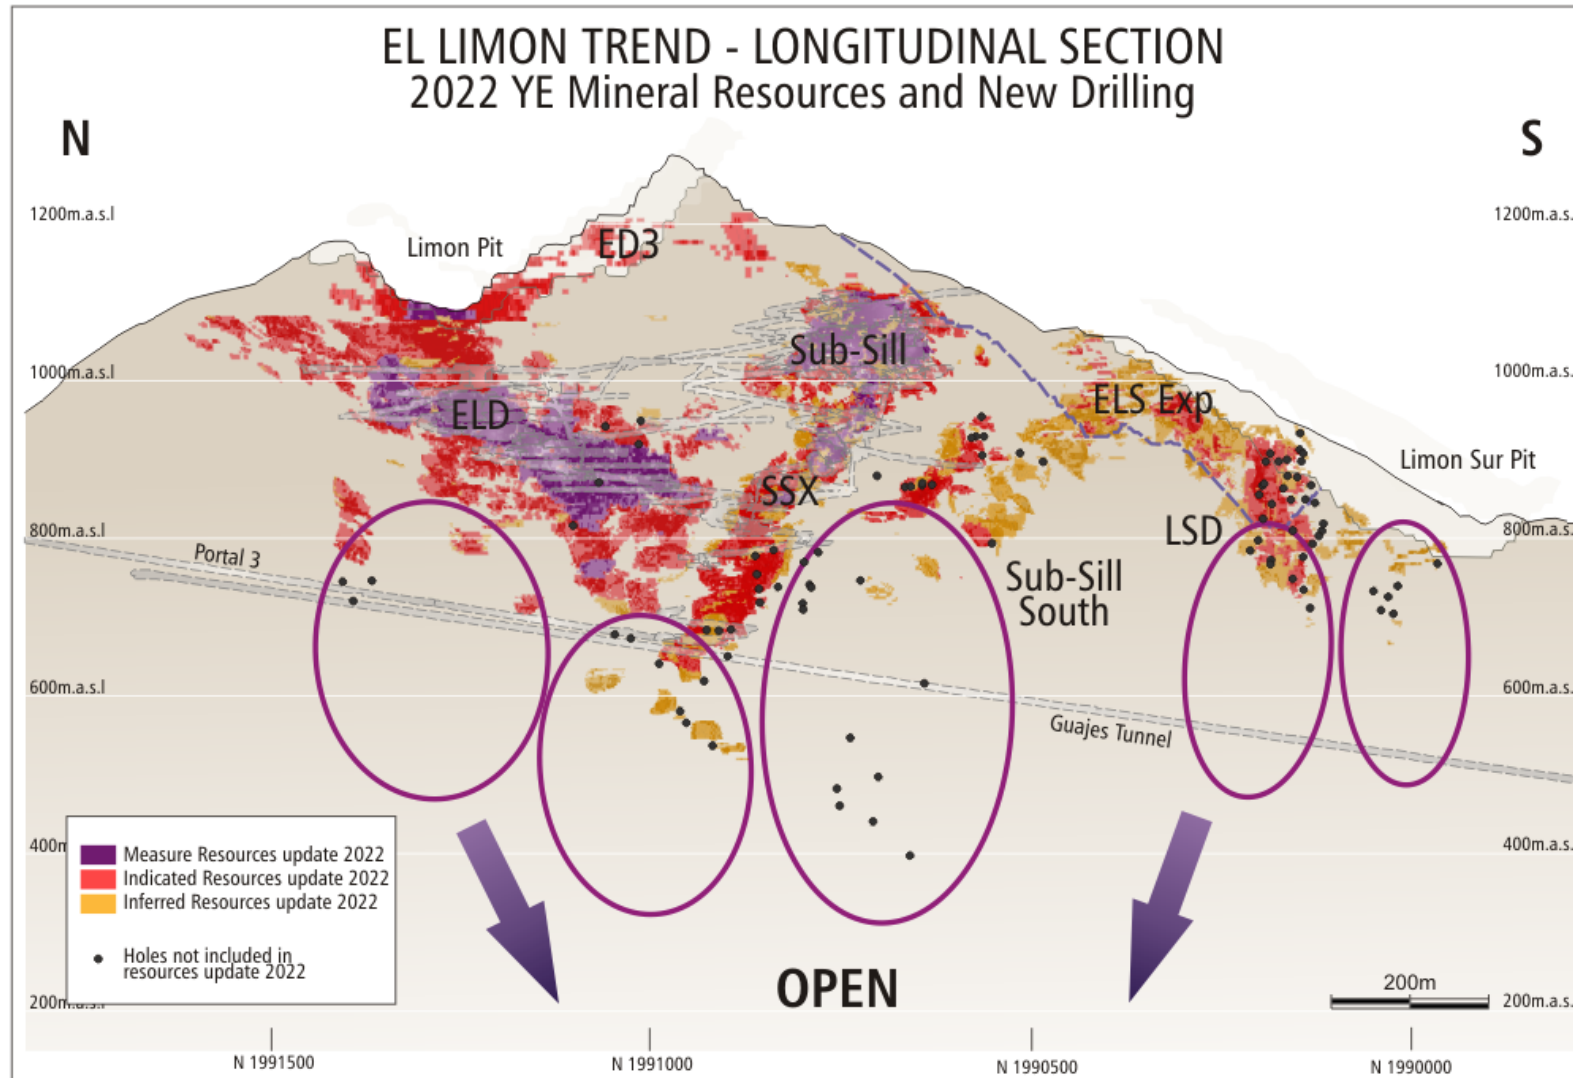 EL LIMON TREND - LONGITUDINAL SECTION
2022 YE Mineral Resources and New Drilling
N
S
1200m.a.s.l
1200m.a.s.
Limon Pit
ED3
Sub-Sill
1000m.a.s.l
1000m.a.s.
ELD
ELS Exp
Limon Sur Pit
SSX
LSD
800m.a.s.l
800m.a.s.
Portal 3
Sub-Sill
South
600m.a.s.l
600m.a.s.
Guajes Tunnel
400m
400m.a.s.
Measure Resources update 2022
Indicated Resources update 2022
Inferred Resources update 2022
Holes not included in
resources update 2022
OPEN
200m
200m.a.s.l
200m.a.s.
N 1991500
N 1991000
N 1990500
N 1990000